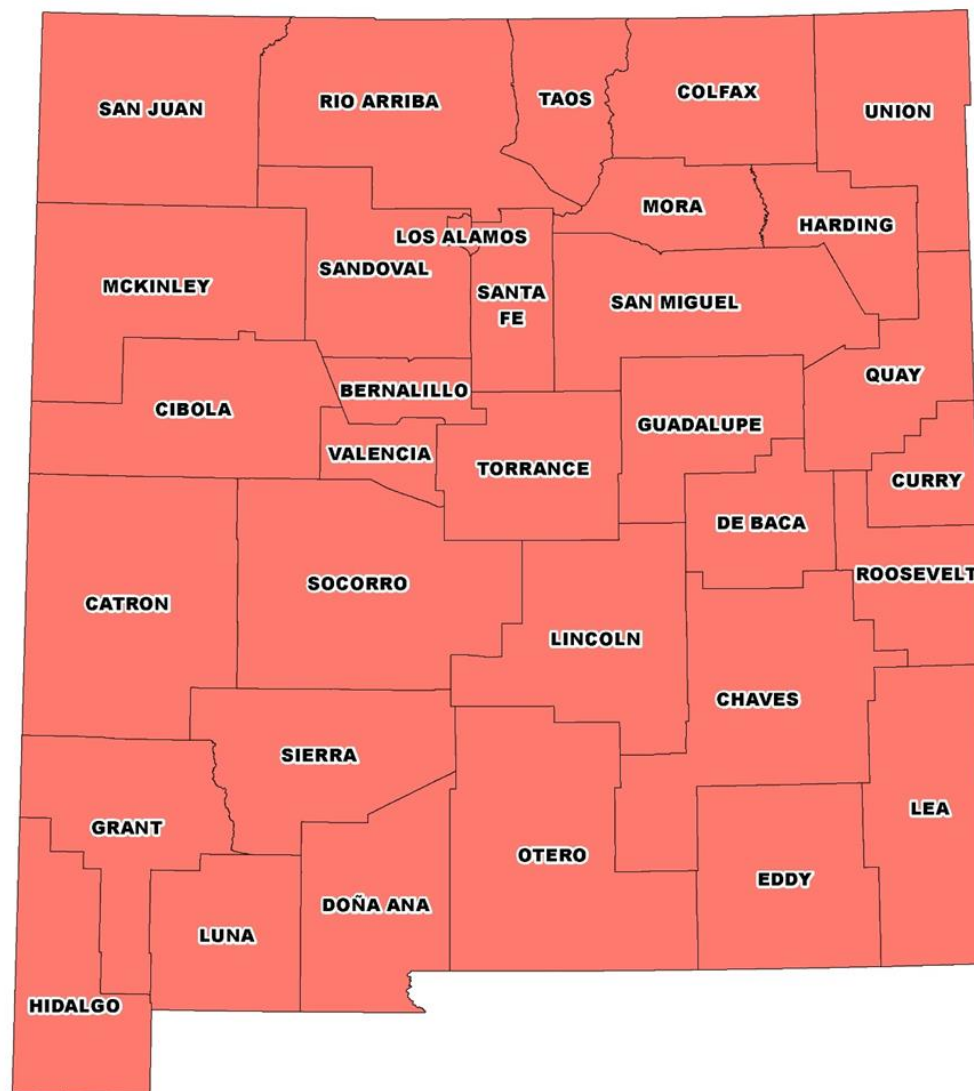 SAN JUAN
RIO ARRIBA
TAOS
COLFAX
UNION
MORA
HARDING
LOS ALAMOS
SANDOVAL
MCKINLEY
SANTA
FE
SAN MIGUEL
QUAY
BERNALILLO
CIBOLA
GUADALUPE
VALENCIA
TORRANCE
CURRY
DE BACA
ROOSEVELT
SOCORRO
CATRON
LINCOLN
CHAVES
SIERRA
LEA
GRANT
OTERO
EDDY
DOÑA ANA
LUNA
HIDALGO